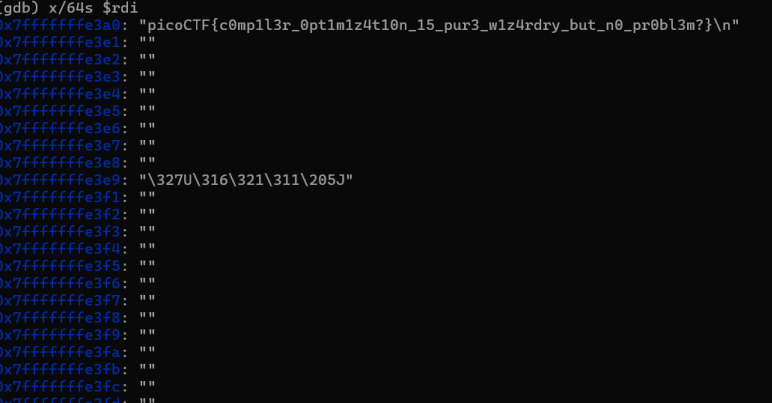 (gdb) x/64s $rdi
0x7fffffffe3a0: "picoCTF{c0mp1l3r_0pt1m1z4t10n_15_pur3_w1z4rdry_but_n0_pr0bl3m?}\n"
0x7fffffffe3e1: ""
0x7fffffffe3e2: ""
0x7fffffffe3e3: ""
0x7fffffffe3e4: ""
0x7fffffffe3e5: ""
0x7fffffffe3e6: ""
0x7fffffffe3e7: ""
0x7fffffffe3e8: ""
0x7fffffffe3e9: "\327U\316\321\311\205J"
0x7fffffffe3f1: ""
0x7fffffffe3f2: ""
0x7fffffffe3f3: ""
0x7fffffffe3f4: ""
0x7fffffffe3f5: ""
0x7fffffffe3f6: ""
0x7fffffffe3f7: ""
0x7fffffffe3f8: ""
0x7fffffffe3f9: ""
0x7fffffffe3fa: ""
0x7fffffffe3fb: ""
0x7fffffffe3fc: ""
0x7fffffffe3fd: ""